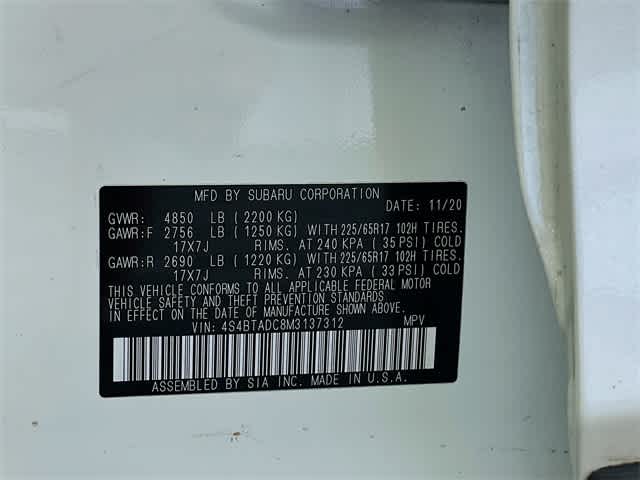 MFD BY SUBARU CORPORATION
DATE: 11/20
GVWR: 4850 LB (2200 KG)
GAWR:F 2756 LB (1250 KG) WITH 225/65R17 102H TIRES.
17X7J RIMS. AT 240 KPA (35 PSI) COLD
GAWR:R 2690 LB (1220 KG) WITH 225/65R17 102H TIRES.
17X7J RIMS. AT 230 KPA (33 PSI) COLD
THIS VEHICLE CONFORMS TO ALL APPLICABLE FEDERAL MOTOR
VEHICLE SAFETY AND THEFT PREVENTION STANDARDS
IN EFFECT ON THE DATE OF MANUFACTURE SHOWN ABOVE.
VIN: 4S4BTADC8M3137312 MPV
ASSEMBLED BY SIA INC. MADE IN U.S.A.